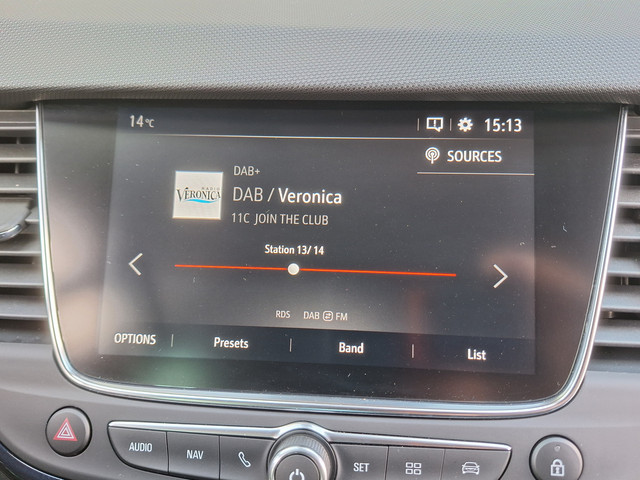 14°C 15:13
SOURCES
DAB+
RADIO
VERONICA
DAB / Veronica
11C JOIN THE CLUB
Station 13/14
RDS DAB FM
OPTIONS Presets Band List
AUDIO NAV SET